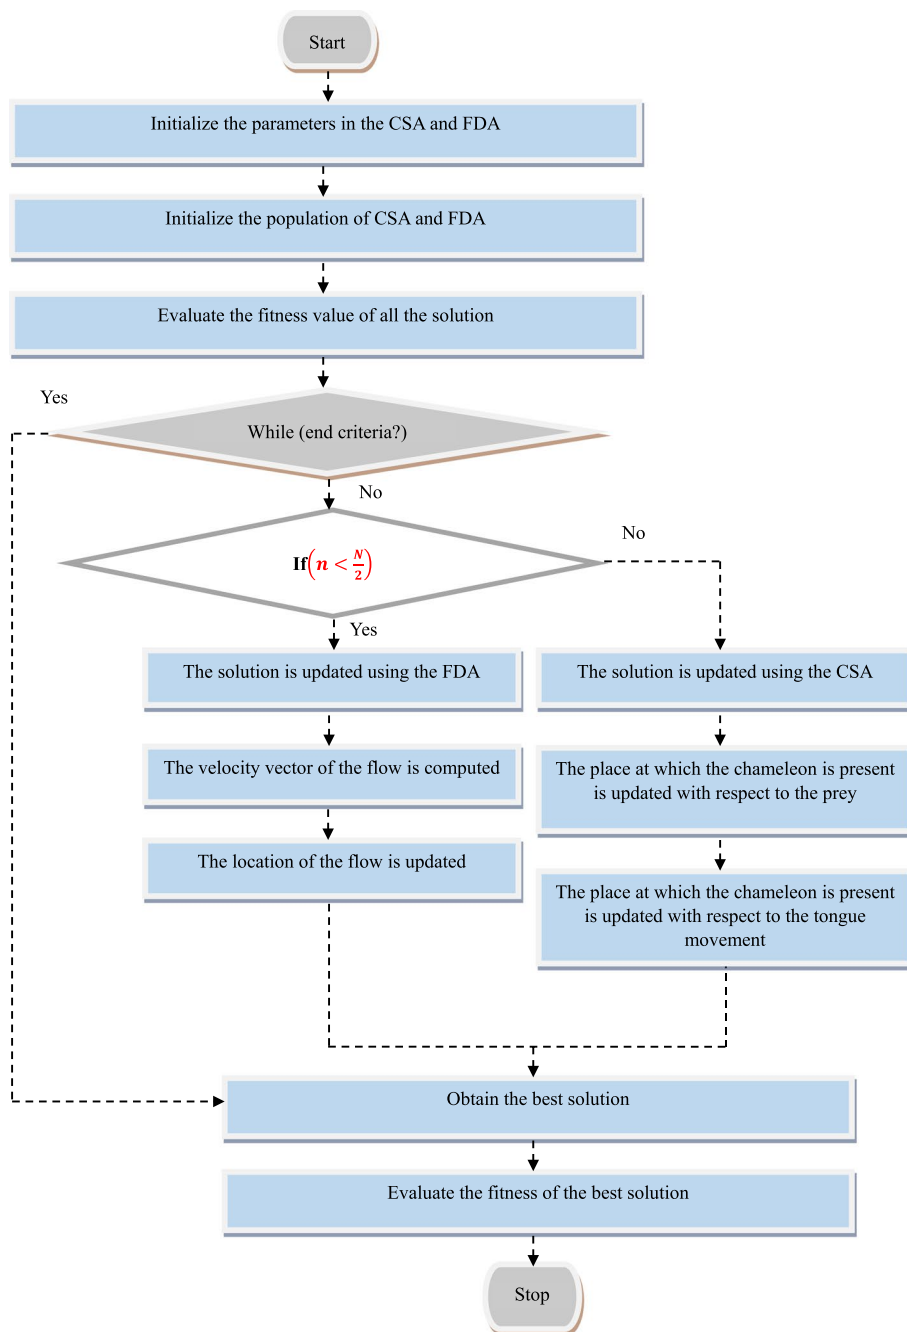 Start
Initialize the parameters in the CSA and FDA
Initialize the population of CSA and FDA
Evaluate the fitness value of all the solution
Yes
While (end criteria?)
No
No
If(n < N/2)
Yes
The solution is updated using the FDA
The solution is updated using the CSA
The velocity vector of the flow is computed
The place at which the chameleon is present
is updated with respect to the prey
The location of the flow is updated
The place at which the chameleon is present
is updated with respect to the tongue
movement
Obtain the best solution
Evaluate the fitness of the best solution
Stop